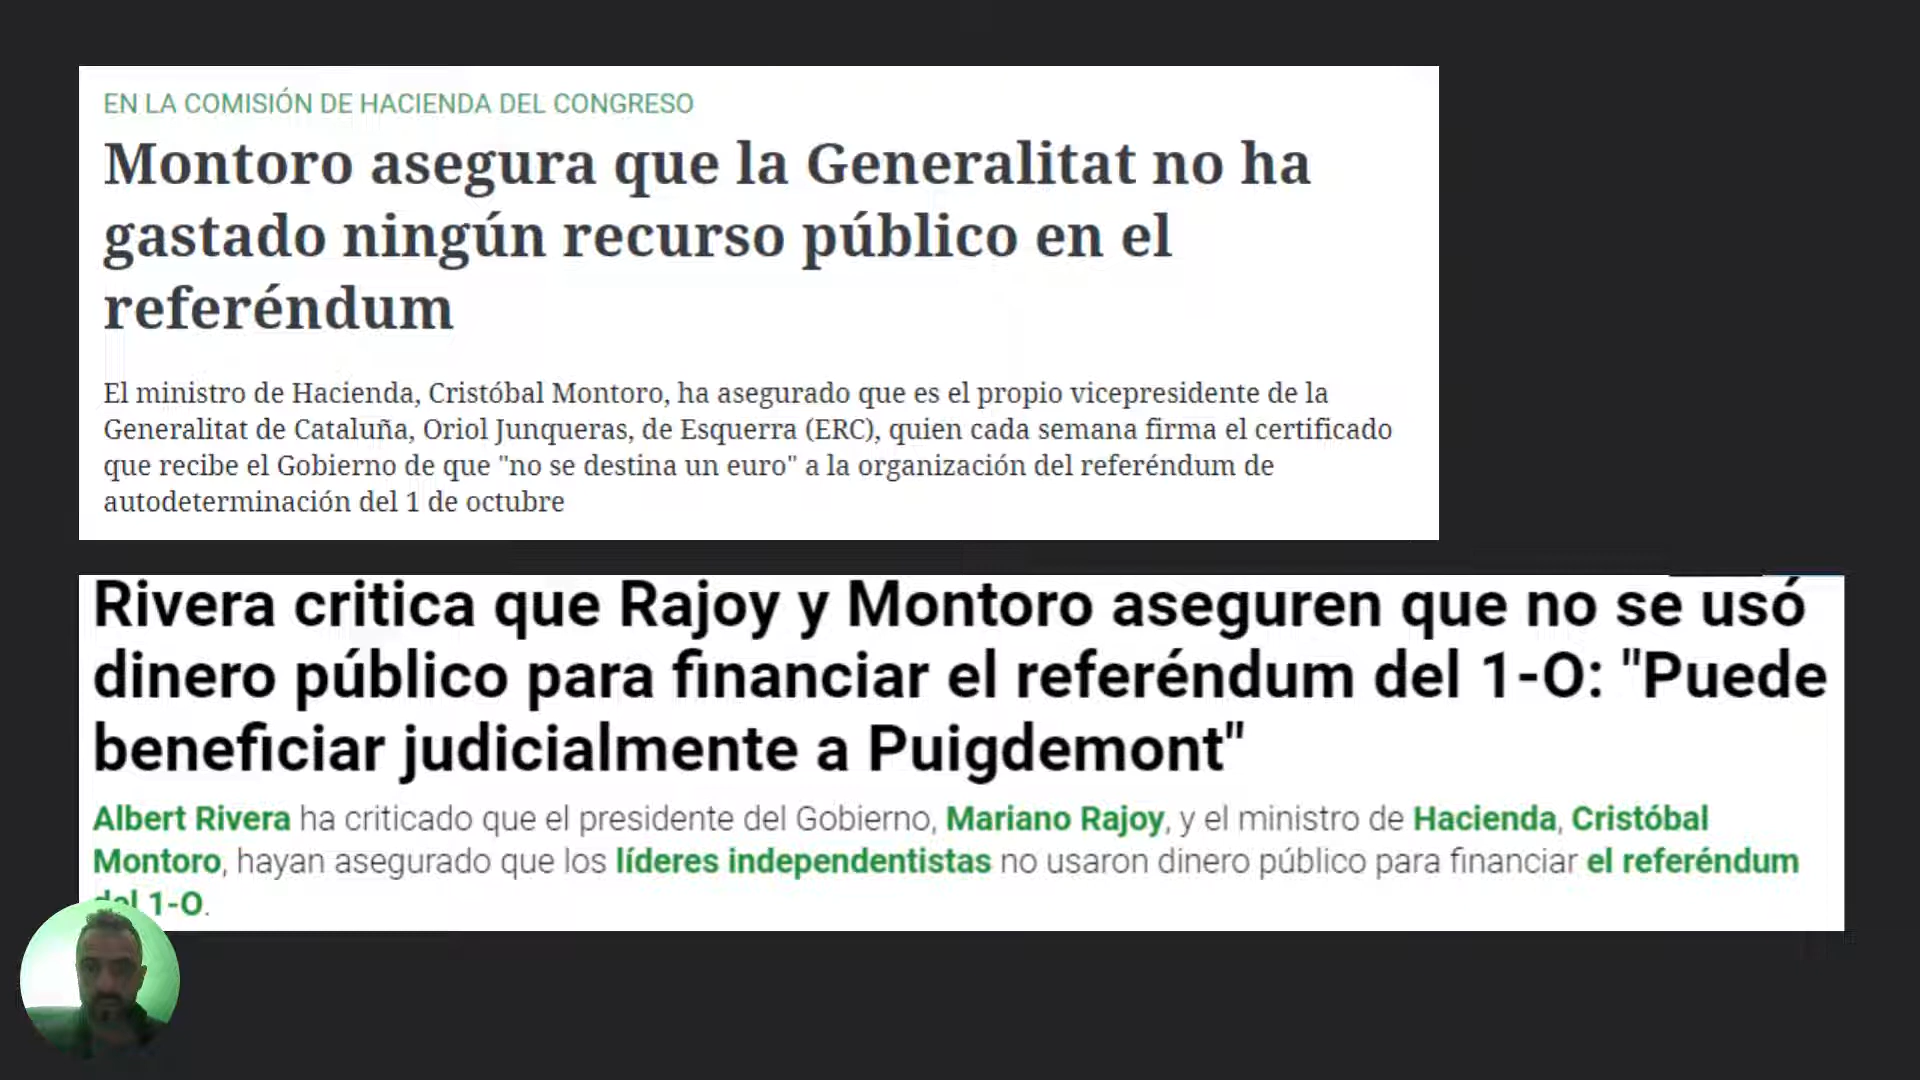 EN LA COMISIÓN DE HACIENDA DEL CONGRESO
Montoro asegura que la Generalitat no ha
gastado ningún recurso público en el
referéndum
El ministro de Hacienda, Cristóbal Montoro, ha asegurado que es el propio vicepresidente de la
Generalitat de Cataluña, Oriol Junqueras, de Esquerra (ERC), quien cada semana firma el certificado
que recibe el Gobierno de que "no se destina un euro" a la organización del referéndum de
autodeterminación del 1 de octubre
Rivera critica que Rajoy y Montoro aseguren que no se usó
dinero público para financiar el referéndum del 1-O: "Puede
beneficiar judicialmente a Puigdemont"
Albert Rivera ha criticado que el presidente del Gobierno, Mariano Rajoy, y el ministro de Hacienda, Cristóbal
Montoro, hayan asegurado que los líderes independentistas no usaron dinero público para financiar el referéndum
del 1-O.